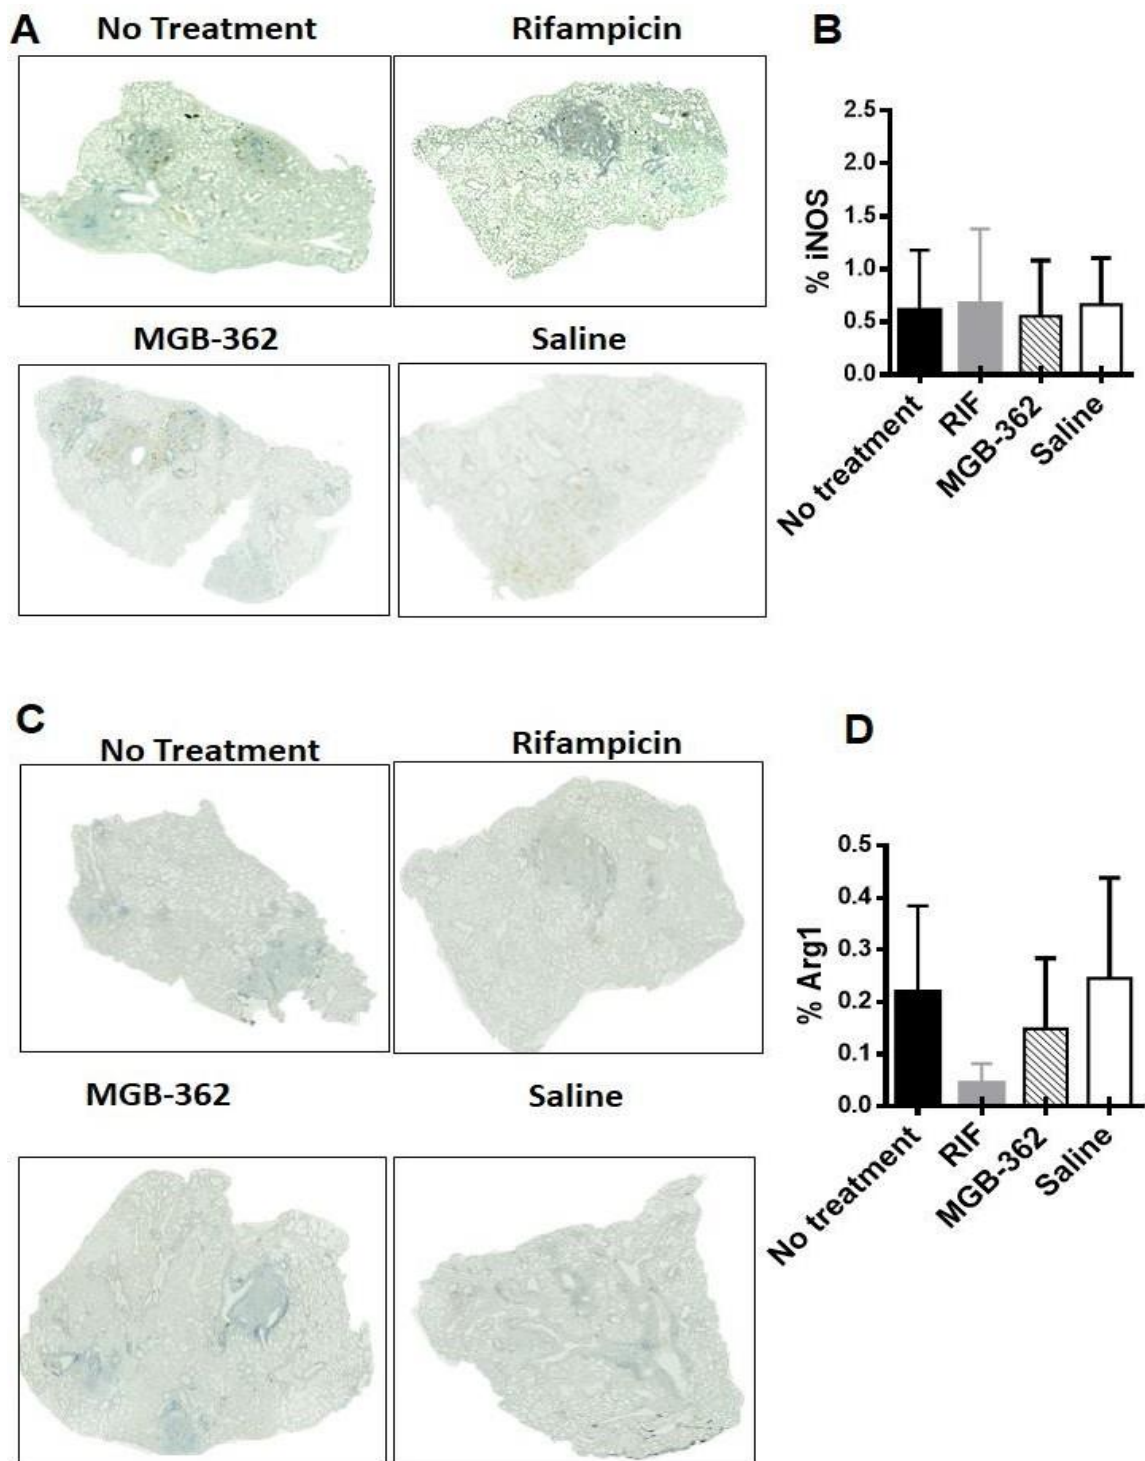 A
No Treatment
Rifampicin
MGB-362
Saline
B
% iNOS
2.5
2.0
1.5
1.0
0.5
0.0
No treatment
RIF
MGB-362
Saline
C
No Treatment
Rifampicin
MGB-362
Saline
D
% Arg1
0.5
0.4
0.3
0.2
0.1
0.0
No treatment
RIF
MGB-362
Saline